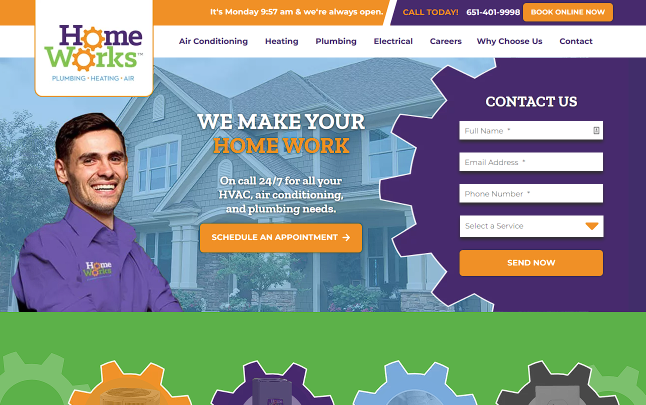 It's Monday 9:57 am & we're always open.
CALL TODAY! 651-401-9998 BOOK ONLINE NOW
Home
Works™
PLUMBING • HEATING • AIR
Air Conditioning Heating Plumbing Electrical Careers Why Choose Us Contact
WE MAKE YOUR
HOME WORK
On call 24/7 for all your
HVAC, air conditioning,
and plumbing needs.
SCHEDULE AN APPOINTMENT →
CONTACT US
Full Name *
Email Address *
Phone Number *
Select a Service
SEND NOW
Home
Works